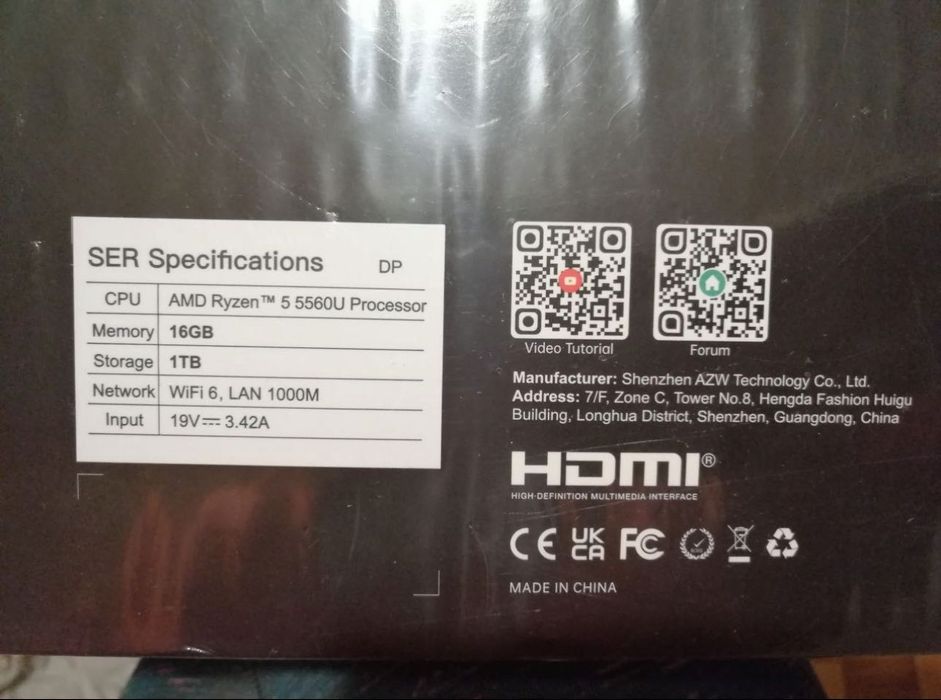 SER Specifications DP
CPU AMD Ryzen™ 5 5560U Processor
Memory 16GB
Storage 1TB
Network WiFi 6, LAN 1000M
Input 19V⎓ 3.42A
Video Tutorial
Forum
Manufacturer: Shenzhen AZW Technology Co., Ltd.
Address: 7/F, Zone C, Tower No.8, Hengda Fashion Huigu
Building, Longhua District, Shenzhen, Guangdong, China
HDMI®
HIGH-DEFINITION MULTIMEDIA INTERFACE
CE UK CA FC
MADE IN CHINA